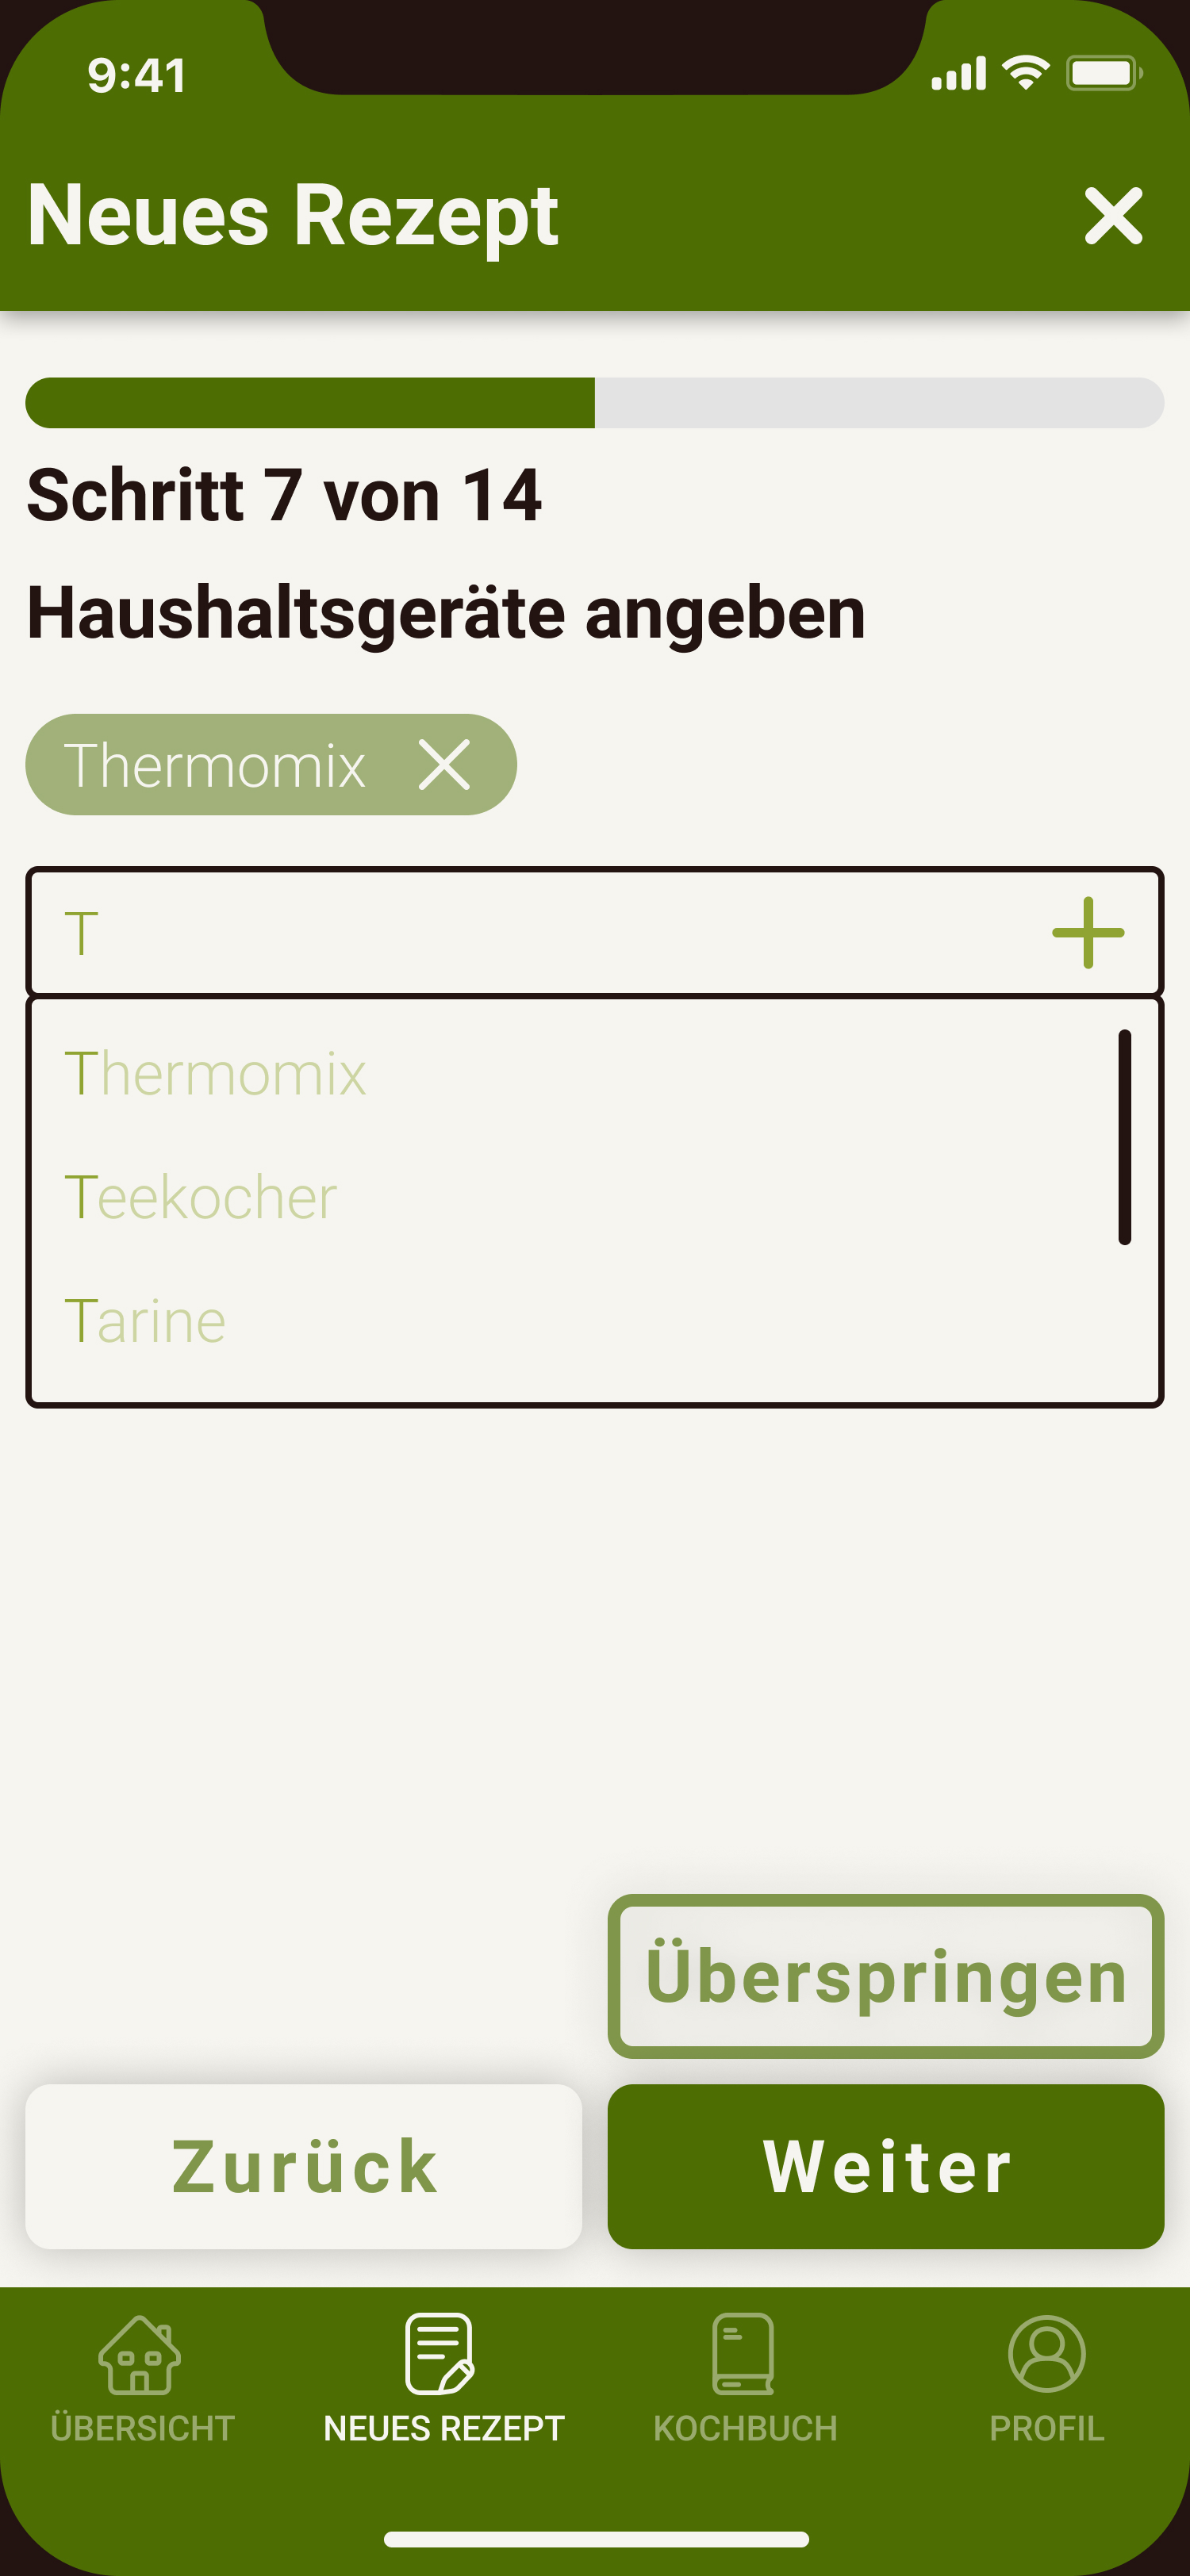 9:41
Neues Rezept
Schritt 7 von 14
Haushaltsgeräte angeben
Thermomix
T
Thermomix
Teekocher
Tarine
Überspringen
Zurück
Weiter
ÜBERSICHT
NEUES REZEPT
KOCHBUCH
PROFIL